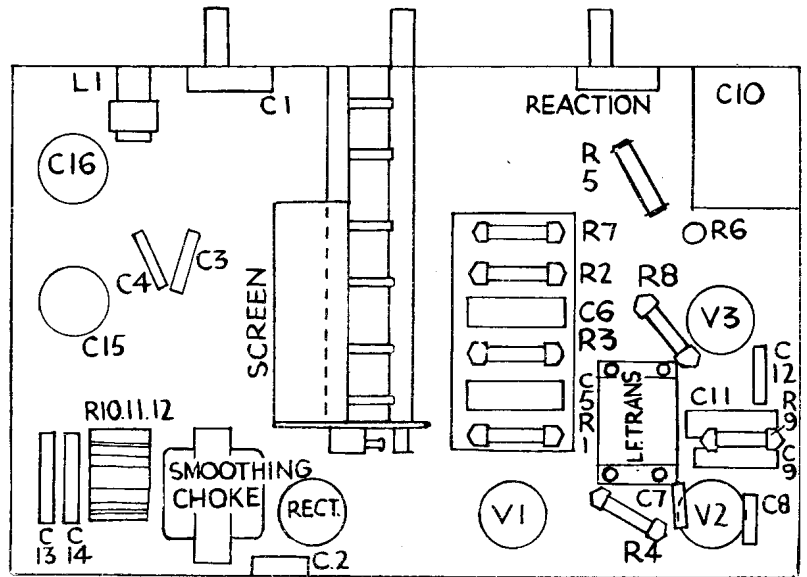 L1
C1
REACTION
C10
C16
R
5
R7
R6
C3
C4
R2
R8
SCREEN
C6
V3
C15
R3
C
12
R10.11.12
C
5
R
1
L.F.TRANS
C11
R
9
C
9
SMOOTHING
CHOKE
RECT.
V1
C7
V2
C8
C
13
C
14
C.2
R4